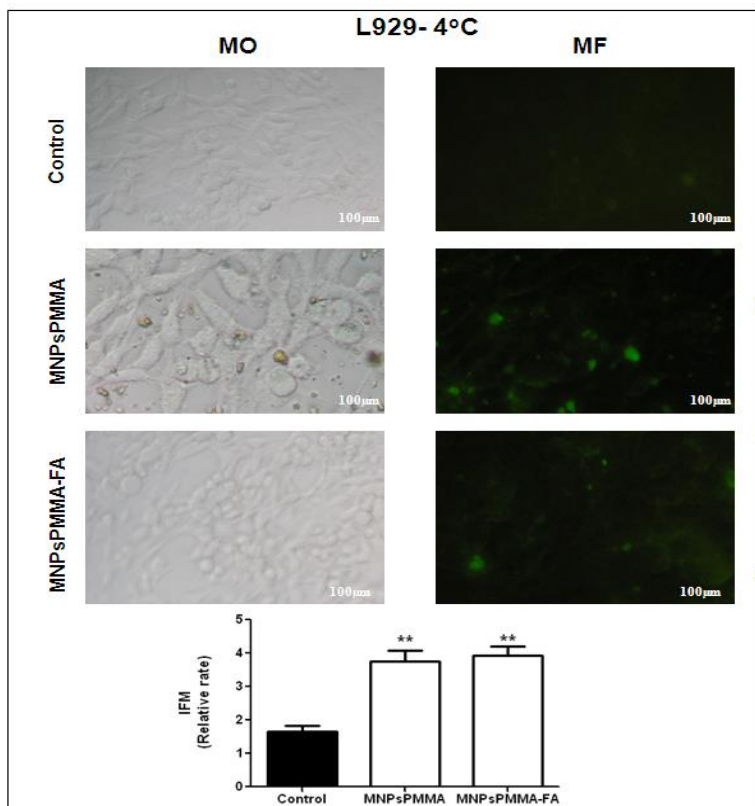 L929- 4°C
MO MF
Control
100µm 100µm
MNPsPMMA
100µm 100µm
MNPsPMMA-FA
100µm 100µm
5
** **
4
3
2
1
0
IFM
(Relative rate)
Control MNPsPMMA MNPsPMMA-FA